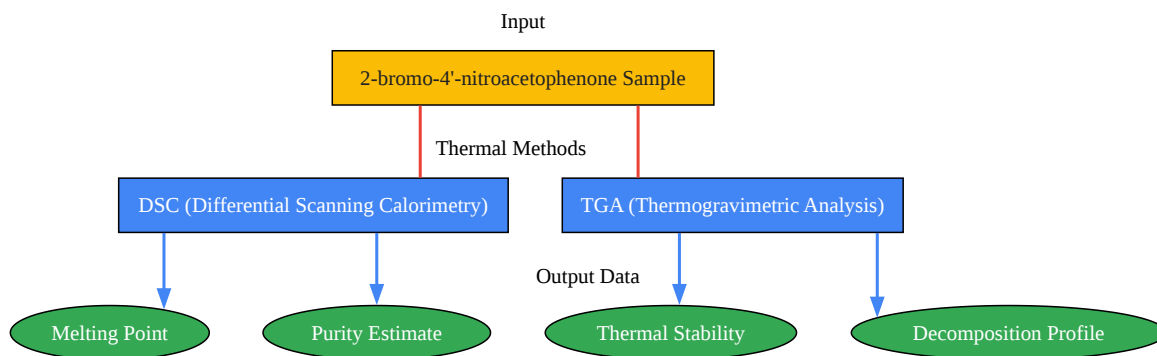 Input
2-bromo-4'-nitroacetophenone Sample
Thermal Methods
DSC (Differential Scanning Calorimetry)
TGA (Thermogravimetric Analysis)
Output Data
Melting Point
Purity Estimate
Thermal Stability
Decomposition Profile